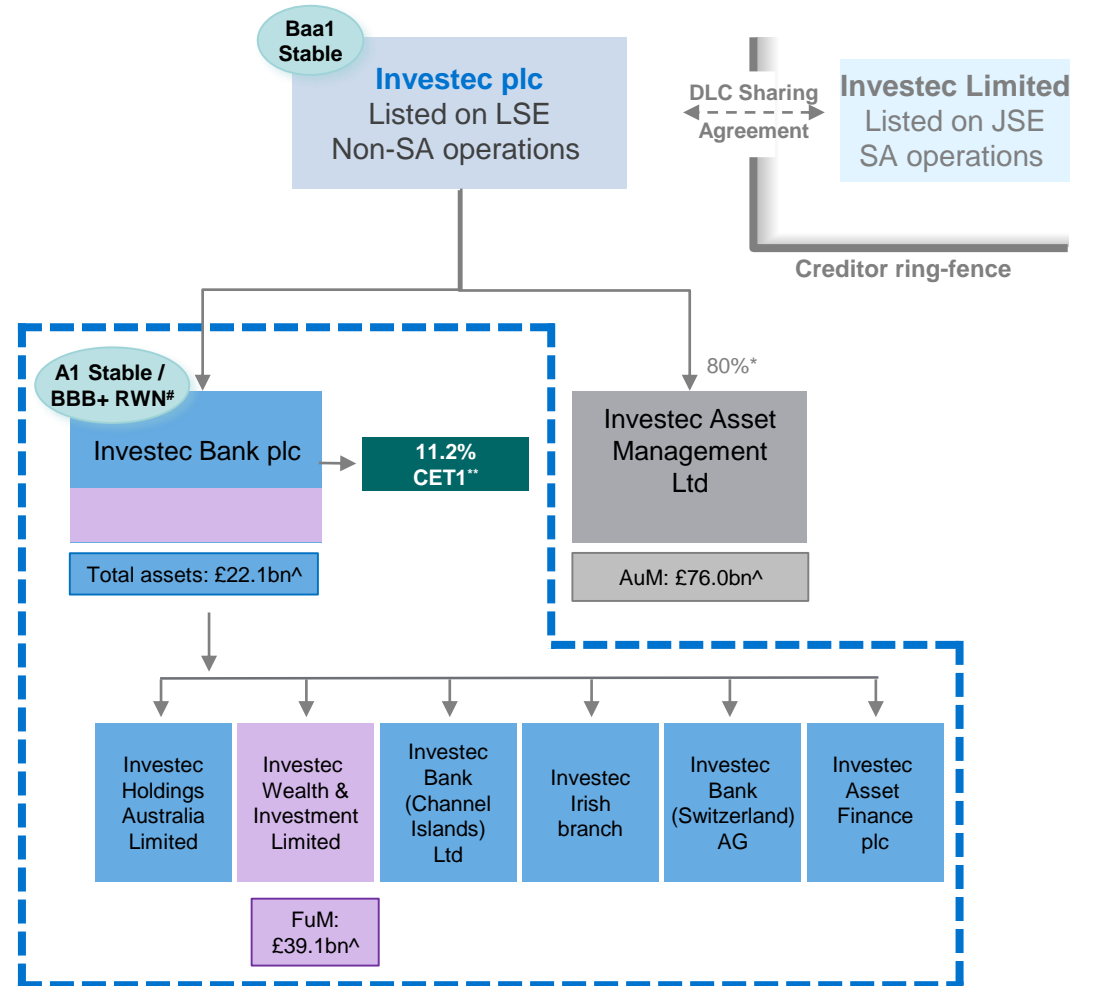 Baa1
Stable
Investec plc
Listed on LSE
Non-SA operations
DLC Sharing
Agreement
Investec Limited
Listed on JSE
SA operations
Creditor ring-fence
A1 Stable /
BBB+ RWN#
Investec Bank plc
11.2%
CET1**
80%*
Investec Asset
Management
Ltd
Total assets: £22.1bn^
AuM: £76.0bn^
Investec
Holdings
Australia
Limited
Investec
Wealth &
Investment
Limited
Investec
Bank
(Channel
Islands)
Ltd
Investec
Irish
branch
Investec
Bank
(Switzerland)
AG
Investec
Asset
Finance
plc
FuM:
£39.1bn^